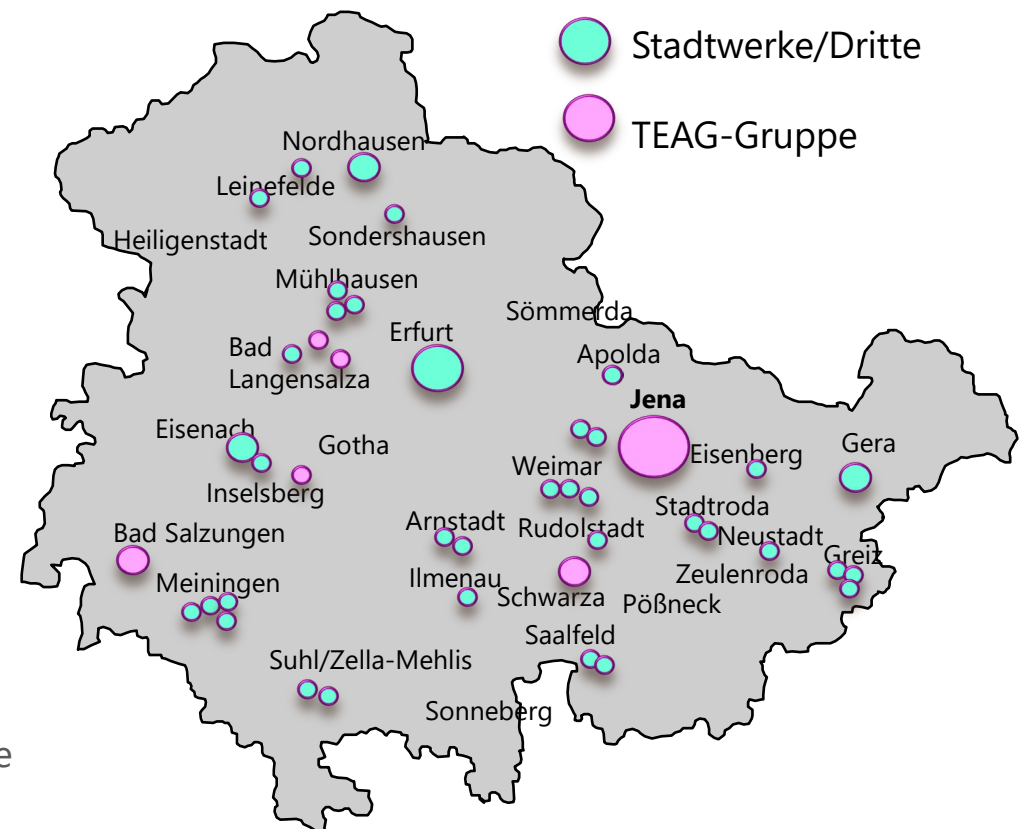 Stadtwerke/Dritte
TEAG-Gruppe
Nordhausen
Leinefelde
Heiligenstadt
Sondershausen
Mühlhausen
Sömmerda
Erfurt
Bad
Langensalza
Apolda
Jena
Eisenach
Gotha
Eisenberg
Gera
Weimar
Inselsberg
Stadtroda
Arnstadt
Rudolstadt
Neustadt
Bad Salzungen
Greiz
Zeulenroda
Ilmenau
Meiningen
Schwarza
Pößneck
Saalfeld
Suhl/Zella-Mehlis
Sonneberg
e